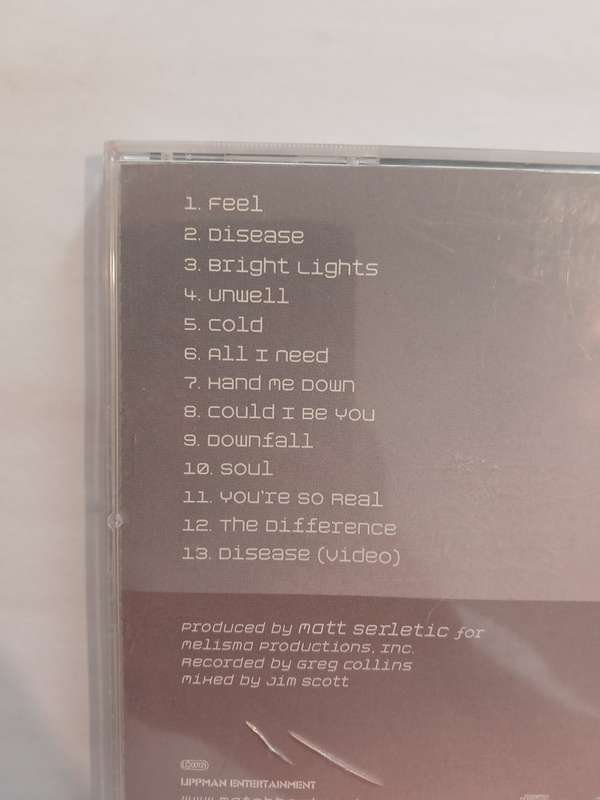 1. Feel
2. Disease
3. Bright Lights
4. Unwell
5. Cold
6. All I Need
7. Hand Me Down
8. Could I Be You
9. Downfall
10. Soul
11. You're So Real
12. The Difference
13. Disease (Video)
Produced by Matt Serletic for
Melisma Productions, Inc.
Recorded by Greg Collins
Mixed by Jim Scott
LIPPMAN ENTERTAINMENT